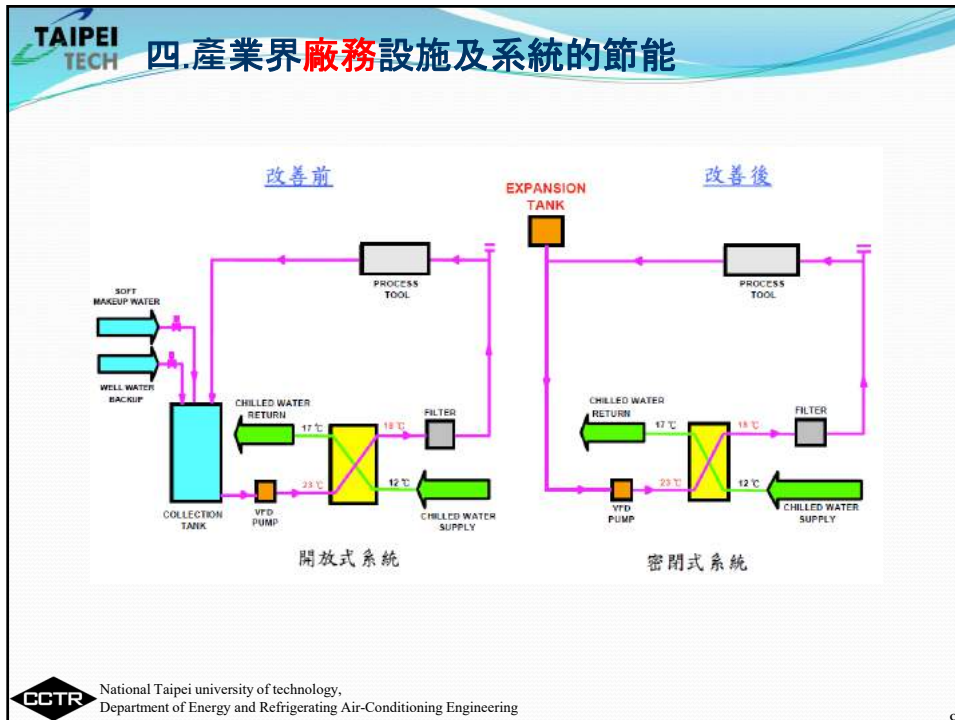 TAIPEI
TECH
四.產業界廠務設施及系統的節能
改善前
PROCESS
TOOL
SOFT
MAKEUP WATER
WELL WATER
BACKUP
CHILLED WATER
RETURN
17 ℃
18 ℃
FILTER
23 ℃
12 ℃
COLLECTION
TANK
VFD
PUMP
CHILLED WATER
SUPPLY
開放式系統
改善後
EXPANSION
TANK
PROCESS
TOOL
CHILLED WATER
RETURN
17 ℃
18 ℃
FILTER
23 ℃
12 ℃
VFD
PUMP
CHILLED WATER
SUPPLY
密閉式系統
CCTR
National Taipei university of technology,
Department of Energy and Refrigerating Air-Conditioning Engineering